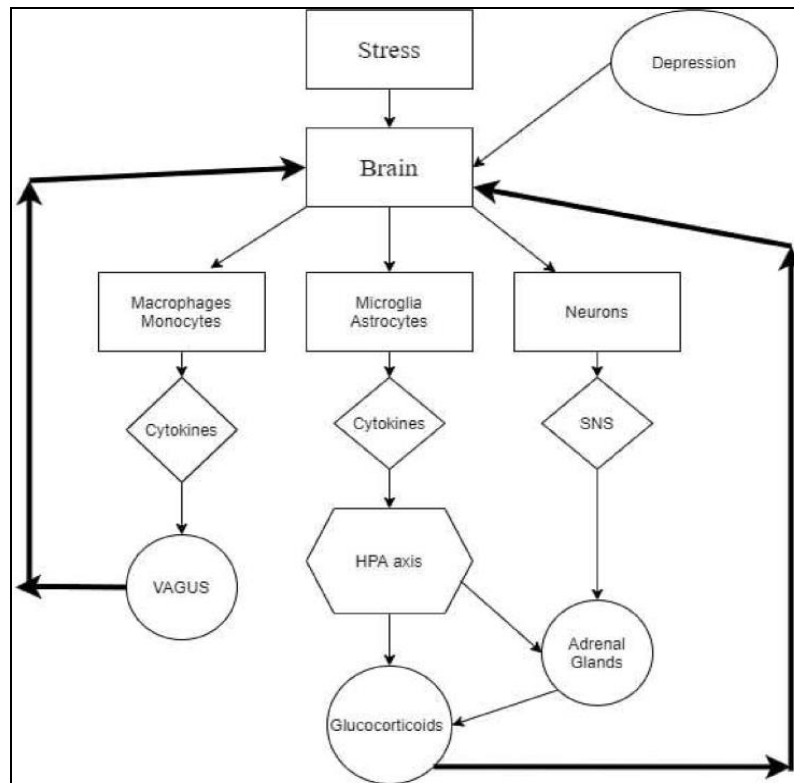 Stress
Depression
Brain
Macrophages
Monocytes
Microglia
Astrocytes
Neurons
Cytokines
Cytokines
SNS
HPA axis
VAGUS
Adrenal
Glands
Glucocorticoids